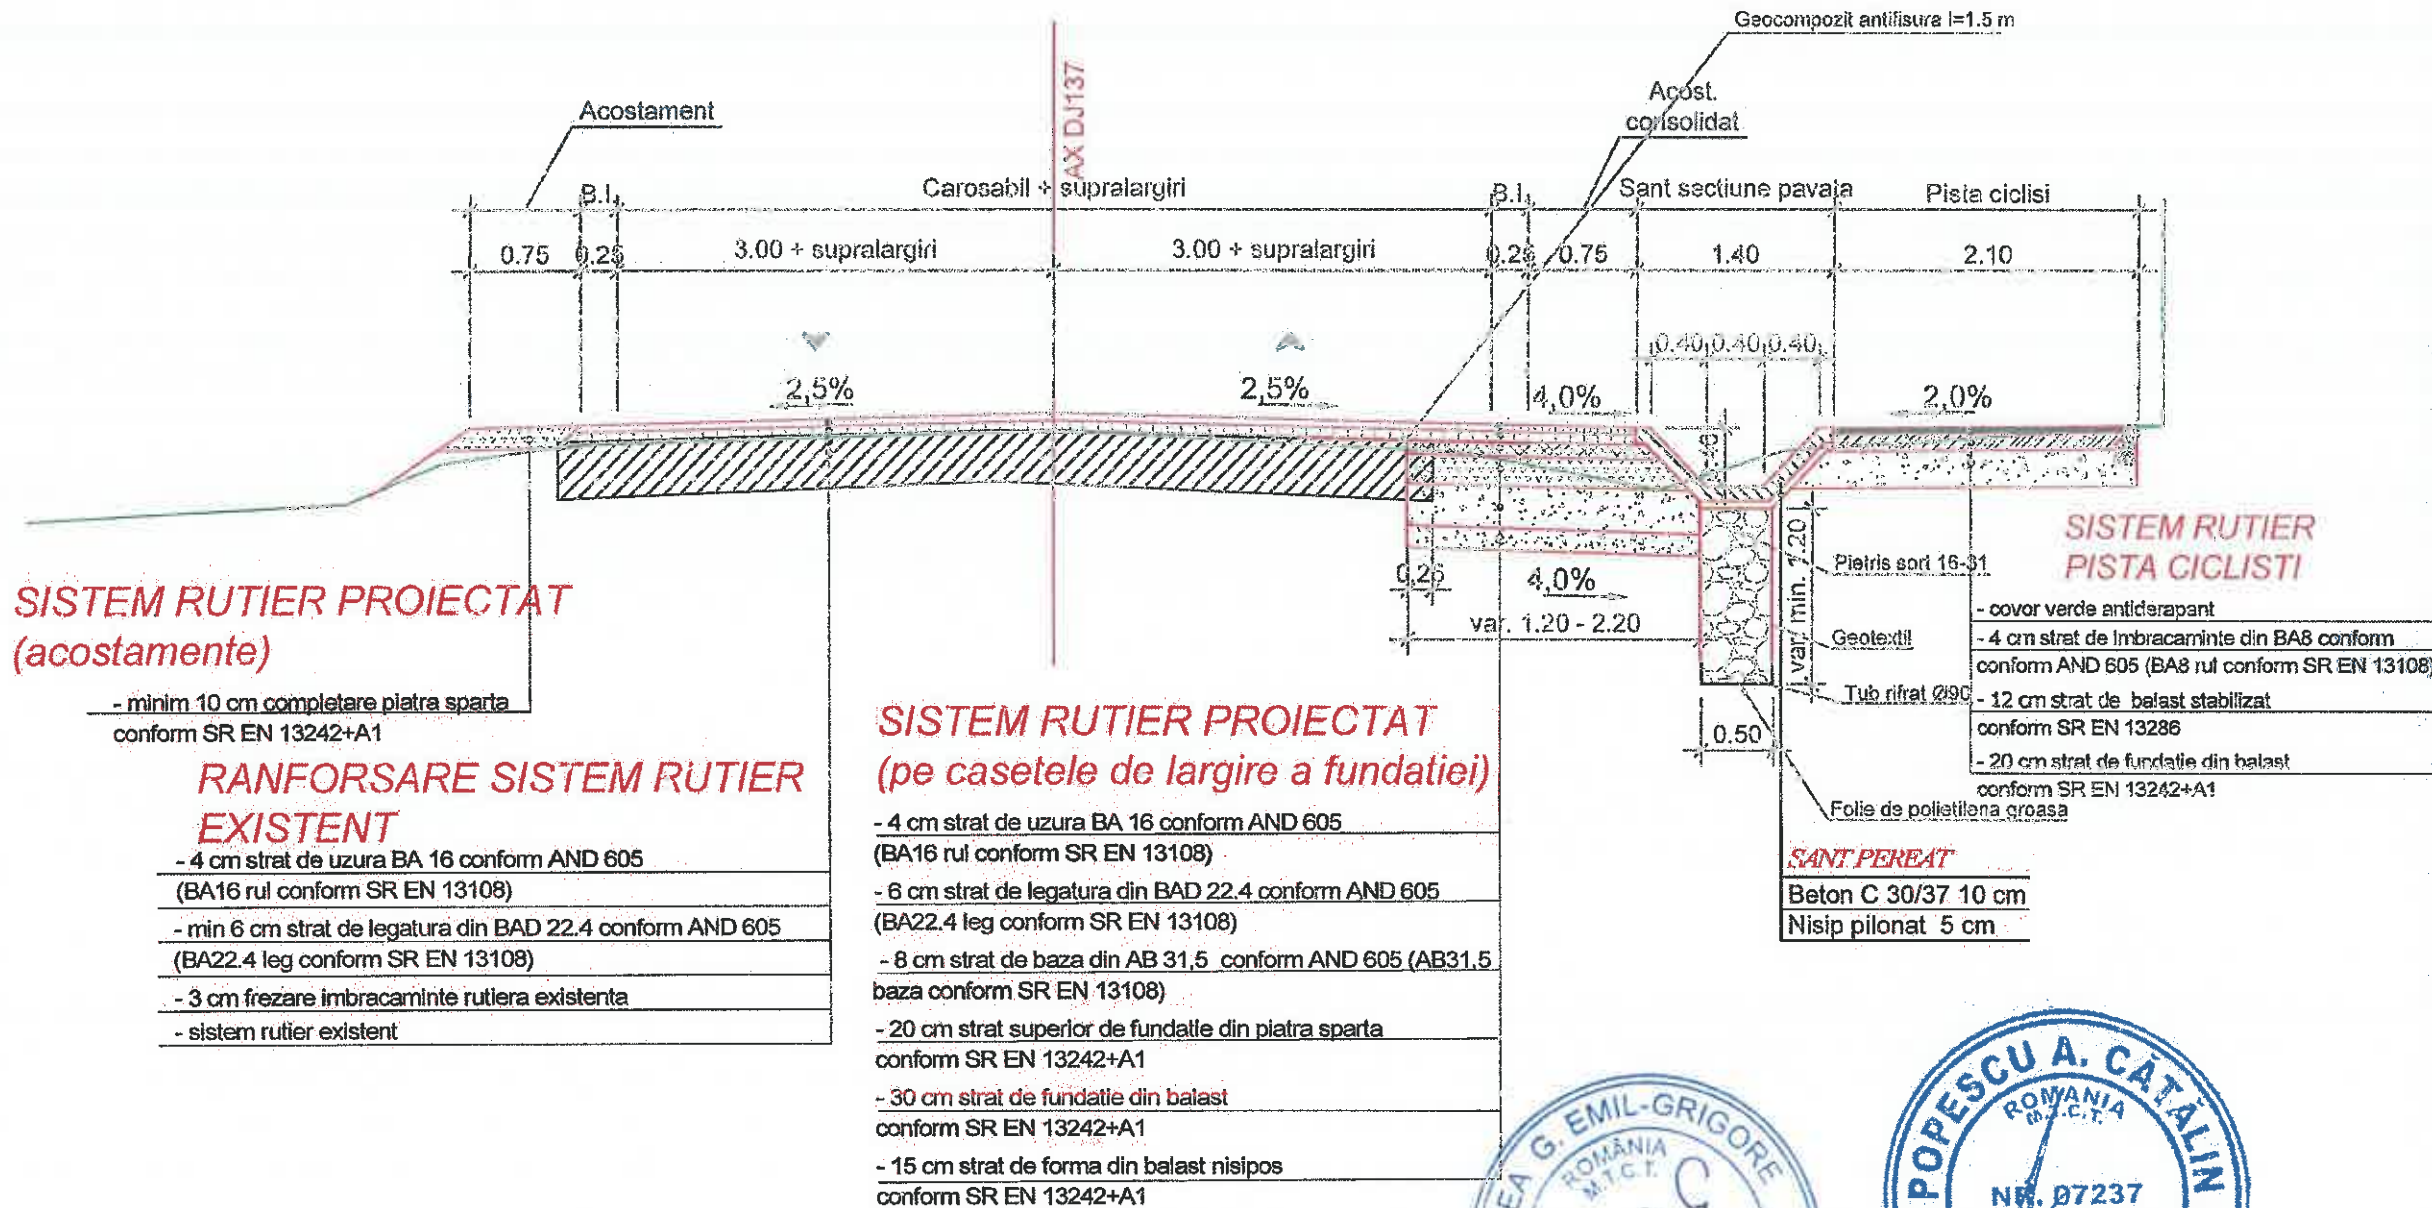 Geocompozit antifisura l=1.5 m
Acostament
Acost.
consolidat
AX DJ137
B.I.
Carosabil + supralargiri
B.I.
Sant sectiune pavaja
Pista ciclisi
0.75
0.25
3.00 + supralargiri
3.00 + supralargiri
0.25
0.75
1.40
2.10
0.40
0.40
0.40
2,5%
2,5%
4,0%
2,0%
0.25
4,0%
var. 1.20 - 2.20
var. min. 1.20
0.50
Pietris sort 16-31
Geotextil
Tub rifrat Ø90
Folie de polietilena groasa
SISTEM RUTIER PROIECTAT
(acostamente)
- minim 10 cm completare piatra sparta
conform SR EN 13242+A1
RANFORSARE SISTEM RUTIER
EXISTENT
- 4 cm strat de uzura BA 16 conform AND 605
(BA16 rul conform SR EN 13108)
- min 6 cm strat de legatura din BAD 22.4 conform AND 605
(BA22.4 leg conform SR EN 13108)
- 3 cm frezare imbracaminte rutiera existenta
- sistem rutier existent
SISTEM RUTIER PROIECTAT
(pe casetele de largire a fundatiei)
- 4 cm strat de uzura BA 16 conform AND 605
(BA16 rul conform SR EN 13108)
- 6 cm strat de legatura din BAD 22.4 conform AND 605
(BA22.4 leg conform SR EN 13108)
- 8 cm strat de baza din AB 31,5 conform AND 605 (AB31,5
baza conform SR EN 13108)
- 20 cm strat superior de fundatie din piatra sparta
conform SR EN 13242+A1
- 30 cm strat de fundatie din balast
conform SR EN 13242+A1
- 15 cm strat de forma din balast nisipos
conform SR EN 13242+A1
SISTEM RUTIER
PISTA CICLISTI
- covor verde antiderapant
- 4 cm strat de imbracaminte din BA8 conform
conform AND 605 (BA8 rul conform SR EN 13108)
- 12 cm strat de balast stabilizat
conform SR EN 13286
- 20 cm strat de fundatie din balast
conform SR EN 13242+A1
SANT PEREAT
Beton C 30/37 10 cm
Nisip pilonat 5 cm
G. EMIL-GRIGORE
ROMÂNIA
M.T.C.T.
POPESCU A. CĂTĂLIN
ROMANIA
M.T.C.T.
NR. 07237